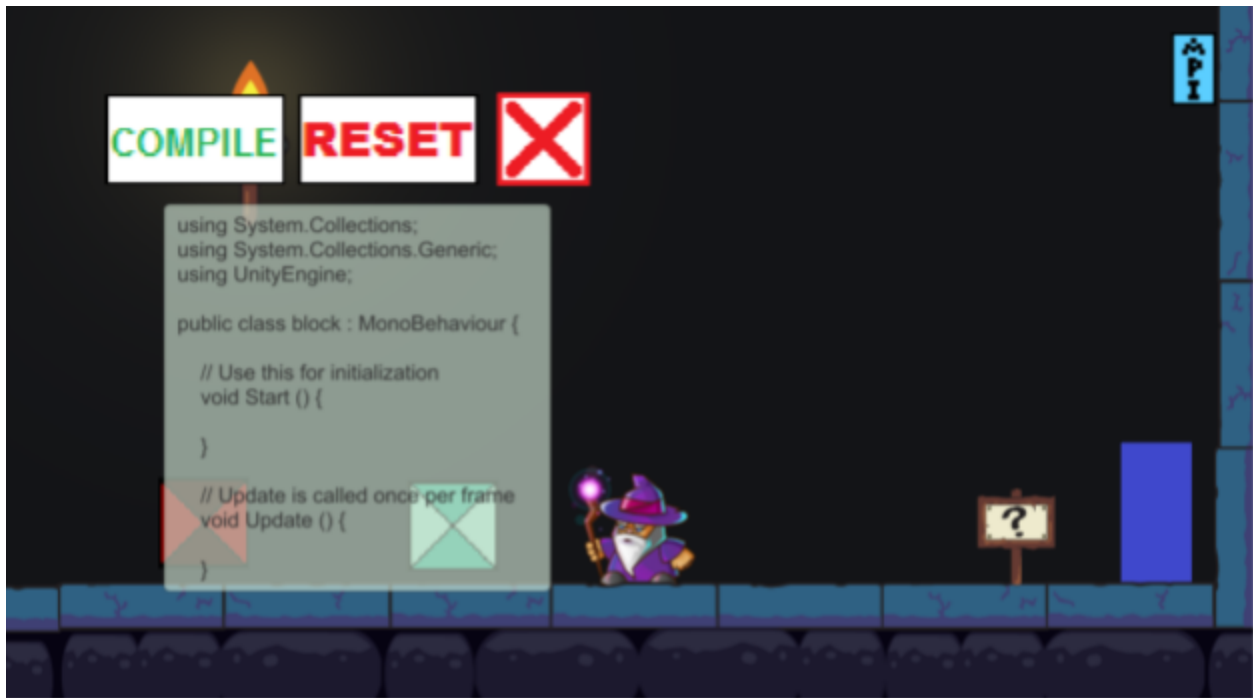 COMPILE RESET
API
using System.Collections;
using System.Collections.Generic;
using UnityEngine;
public class block : MonoBehaviour {
// Use this for initialization
void Start () {
}
// Update is called once per frame
void Update () {
}
?